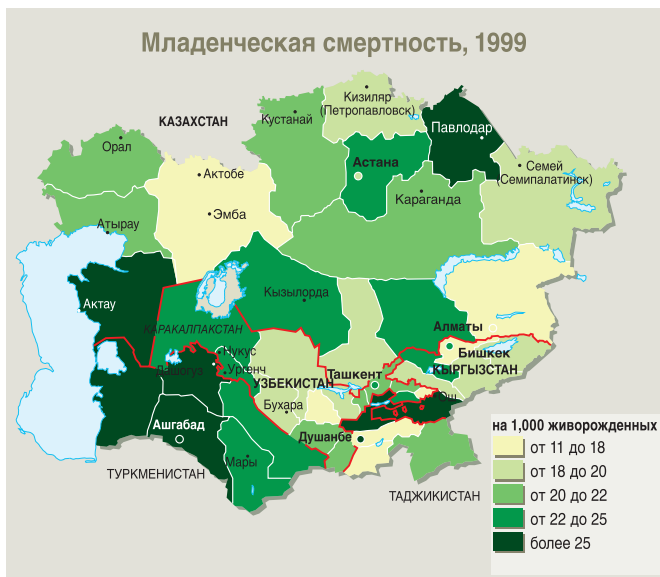 Младенческая смертность, 1999
КАЗАХСТАН
Орал
Актобе
Эмба
Атырау
Актау
Кустанай
Кизиляр
(Петропавловск)
Павлодар
Астана
Семей
(Семипалатинск)
Караганда
Кызылорда
КАРАКАЛПАКСТАН
Нукус
Дашогуз
Ургенч
УЗБЕКИСТАН
Бухара
Ташкент
Алматы
Бишкек
КЫРГЫЗСТАН
Ош
Душанбе
Ашгабад
Мары
ТУРКМЕНИСТАН
ТАДЖИКИСТАН
на 1,000 живорожденных
от 11 до 18
от 18 до 20
от 20 до 22
от 22 до 25
более 25